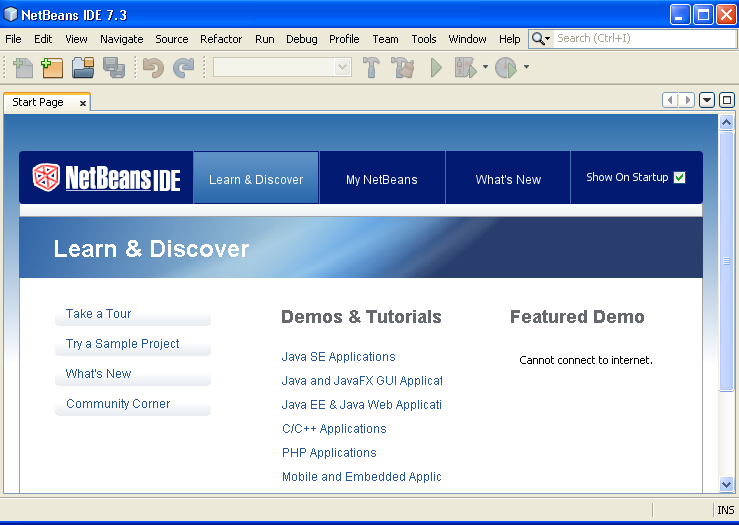 NetBeans IDE 7.3
File Edit View Navigate Source Refactor Run Debug Profile Team Tools Window Help Search (Ctrl+I)
Start Page
NetBeans IDE Learn & Discover My NetBeans What's New Show On Startup
Learn & Discover
Take a Tour
Try a Sample Project
What's New
Community Corner
Demos & Tutorials
Java SE Applications
Java and JavaFX GUI Applicat
Java EE & Java Web Applicati
C/C++ Applications
PHP Applications
Mobile and Embedded Applic
Featured Demo
Cannot connect to internet.
INS